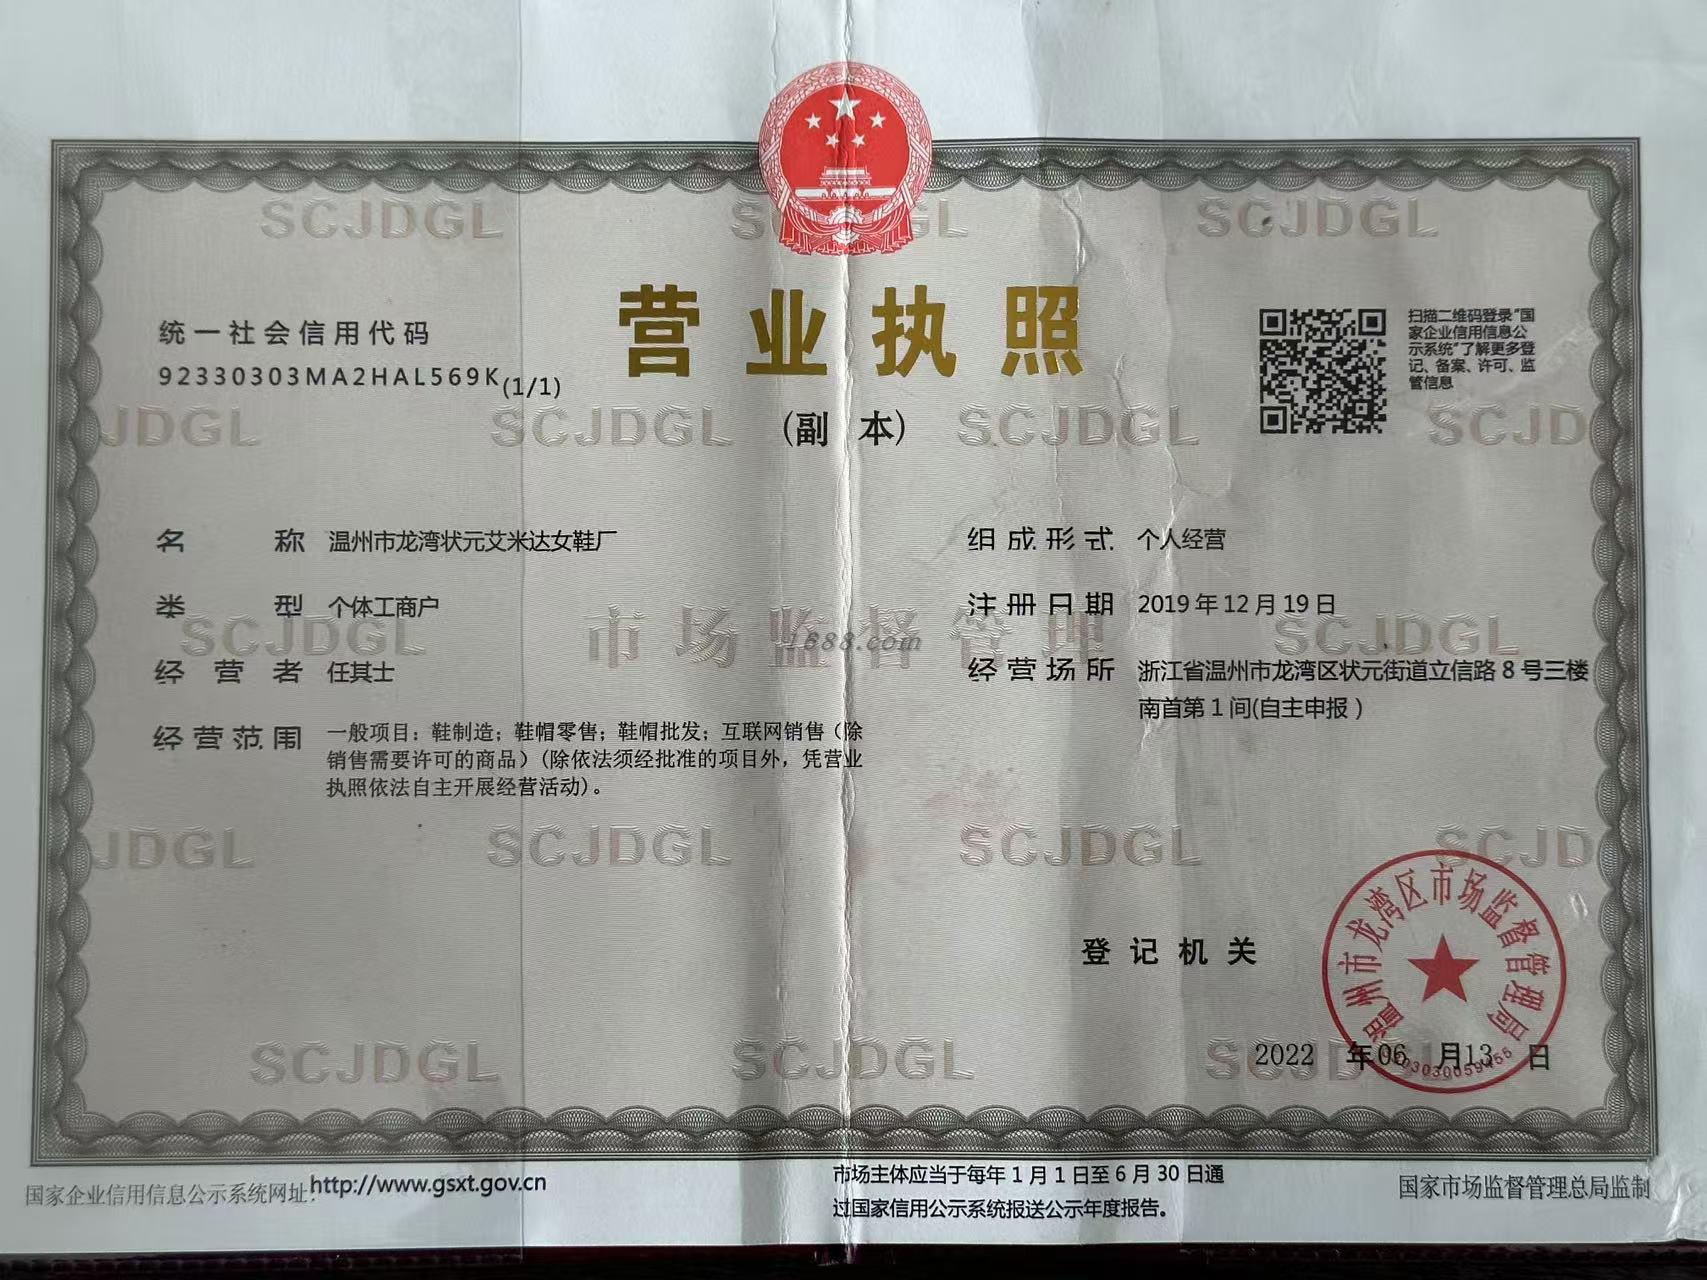 SCJDGL
SCJDGL
营业执照
(副 本)
统一社会信用代码
92330303MA2HAL569K(1/1)
扫描二维码登录“国
家企业信用信息公
示系统”了解更多登
记、备案、许可、监
管信息
JDGL SCJDGL SCJDGL SCJD
名称 温州市龙湾状元艾米达女鞋厂
组成形式 个人经营
类型 个体工商户
注册日期 2019年12月19日
SCJDGL 市场监督管理 SCJDGL
1688.com
经营者 任其士
经营场所 浙江省温州市龙湾区状元街道立信路8号三楼
南首第1间(自主申报)
经营范围 一般项目：鞋制造；鞋帽零售；鞋帽批发；互联网销售（除
销售需要许可的商品）(除依法须经批准的项目外，凭营业
执照依法自主开展经营活动)。
JDGL SCJDGL SCJDGL SCJD
登记机关
温州市龙湾区市场监督管理局
2022 年06 月13 日
SCJDGL SCJDGL
国家企业信用信息公示系统网址:http://www.gsxt.gov.cn
市场主体应当于每年1月1日至6月30日通
过国家信用公示系统报送公示年度报告。
国家市场监督管理总局监制